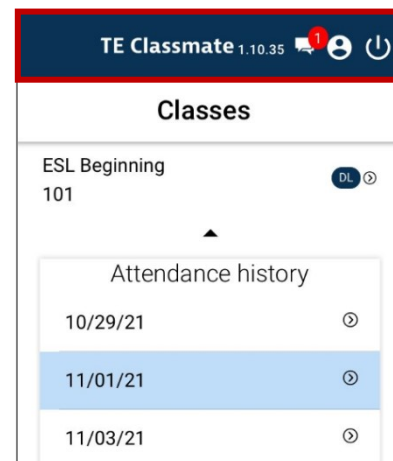 TE Classmate 1.10.35 1
Classes
ESL Beginning
101
DL
Attendance history
10/29/21
11/01/21
11/03/21